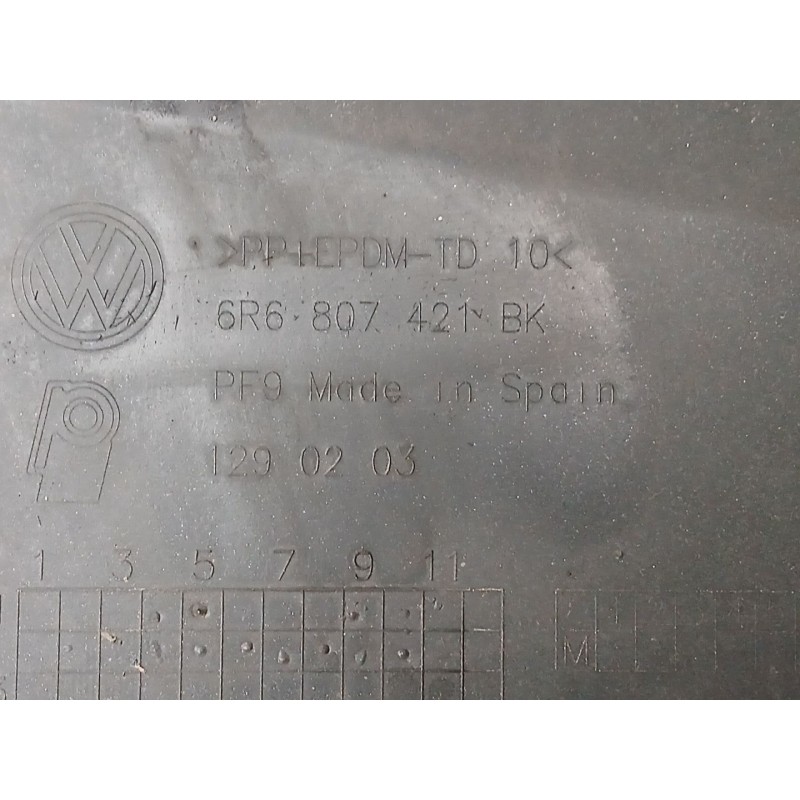 >PP+EPDM-TD 10<
6R6 807 421 BK
PF9 Made in Spain
129 02 03
1 3 5 7 9 11
M